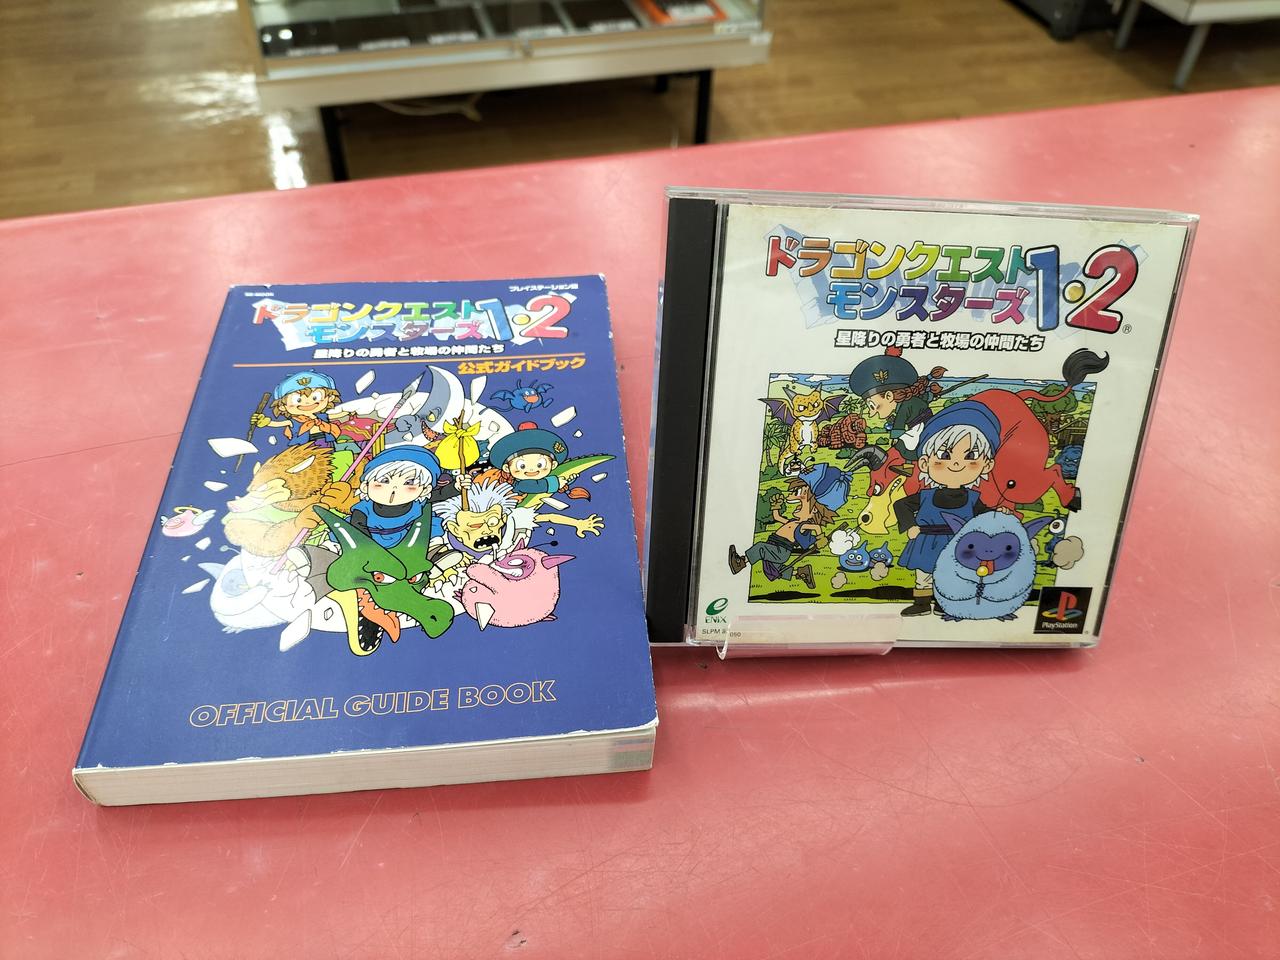 プレイステーション版
ドラゴンクエスト
モンスターズ1・2
星降りの勇者と牧場の仲間たち
公式ガイドブック
OFFICIAL GUIDE BOOK
ドラゴンクエスト
モンスターズ1・2
®
星降りの勇者と牧場の仲間たち
ENIX
SLPM
PlayStation